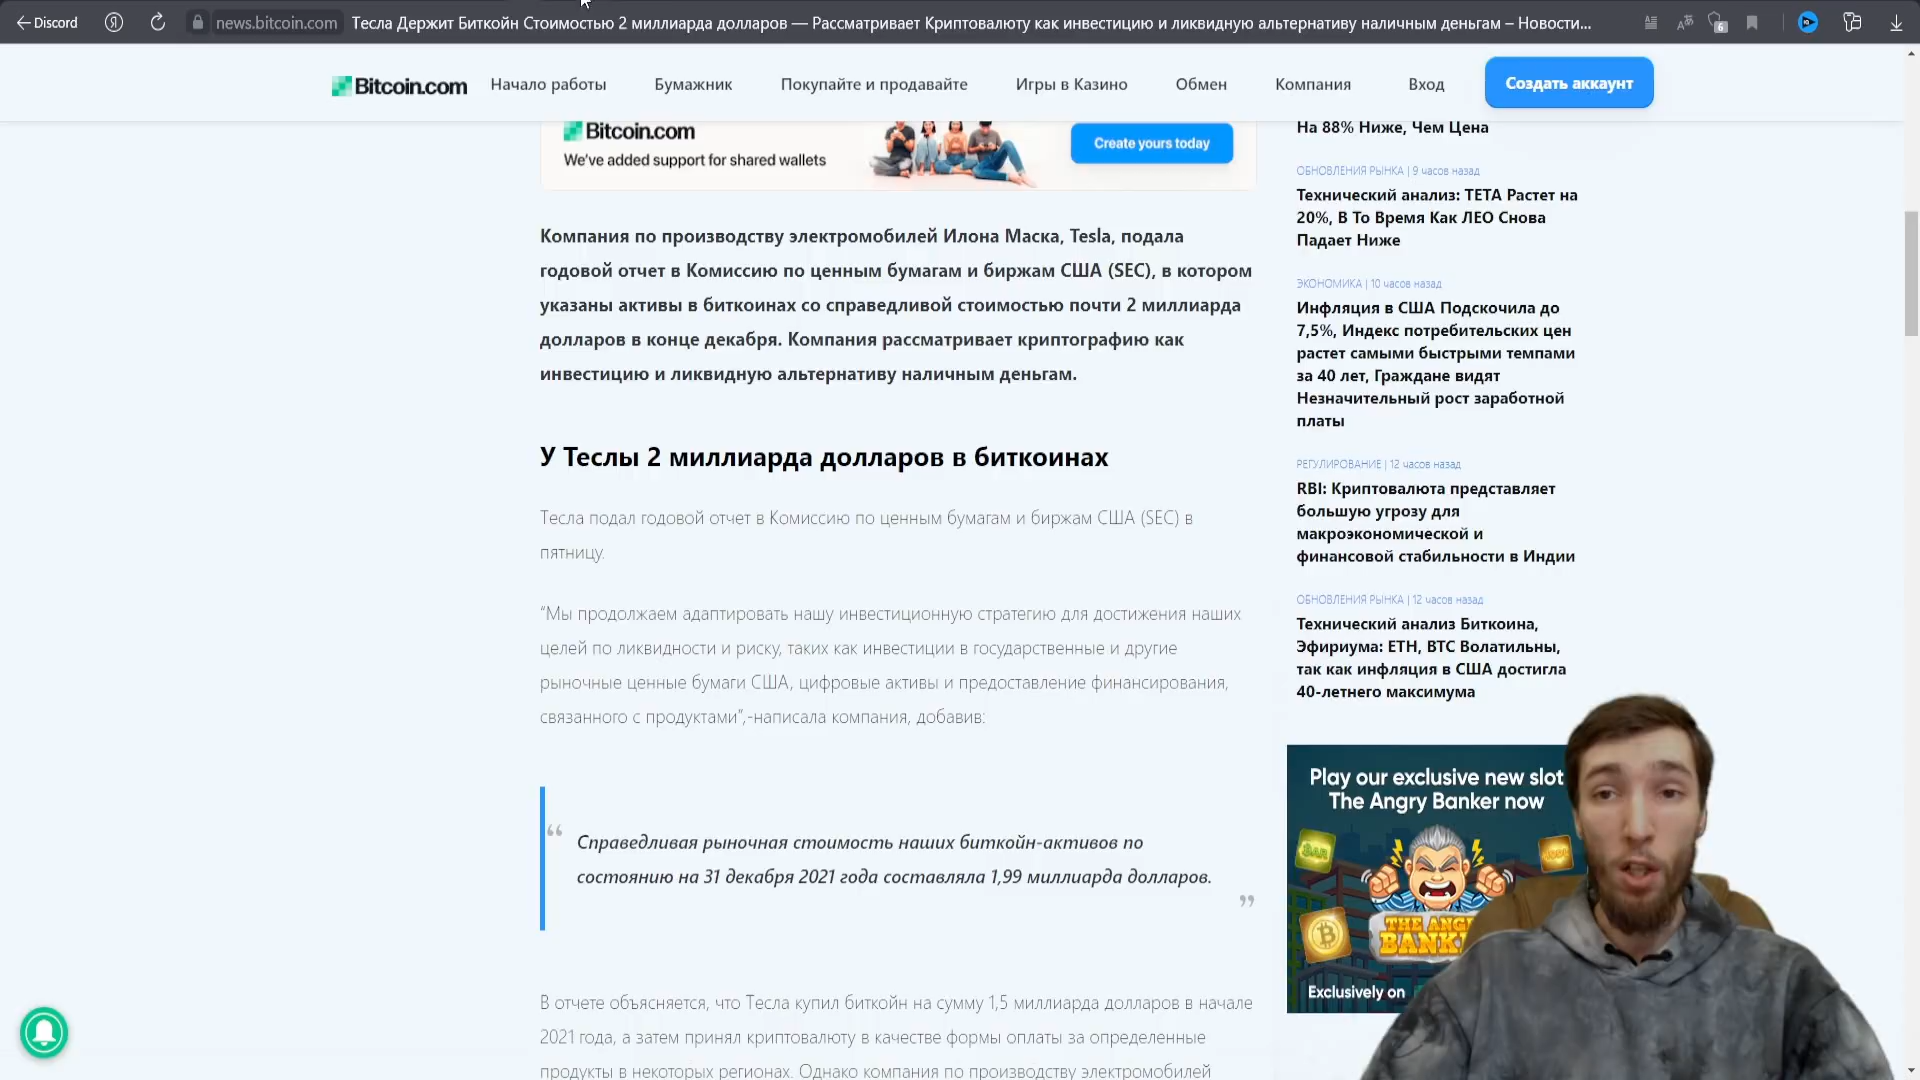 Discord
news.bitcoin.com
Тесла Держит Биткойн Стоимостью 2 миллиарда долларов — Рассматривает Криптовалюту как инвестицию и ликвидную альтернативу наличным деньгам – Новости...
6
Bitcoin.com
Начало работы
Бумажник
Покупайте и продавайте
Игры в Казино
Обмен
Компания
Вход
Создать аккаунт
Bitcoin.com
We've added support for shared wallets
Create yours today
Компания по производству электромобилей Илона Маска, Tesla, подала
годовой отчет в Комиссию по ценным бумагам и биржам США (SEC), в котором
указаны активы в биткоинах со справедливой стоимостью почти 2 миллиарда
долларов в конце декабря. Компания рассматривает криптографию как
инвестицию и ликвидную альтернативу наличным деньгам.
У Теслы 2 миллиарда долларов в биткоинах
Тесла подал годовой отчет в Комиссию по ценным бумагам и биржам США (SEC) в
пятницу.
“Мы продолжаем адаптировать нашу инвестиционную стратегию для достижения наших
целей по ликвидности и риску, таких как инвестиции в государственные и другие
рыночные ценные бумаги США, цифровые активы и предоставление финансирования,
связанного с продуктами”,-написала компания, добавив:
“ Справедливая рыночная стоимость наших биткойн-активов по
состоянию на 31 декабря 2021 года составляла 1,99 миллиарда долларов. ”
В отчете объясняется, что Тесла купил биткойн на сумму 1,5 миллиарда долларов в начале
2021 года, а затем принял криптовалюту в качестве формы оплаты за определенные
продукты в некоторых регионах. Однако компания по производству электромобилей
На 88% Ниже, Чем Цена
ОБНОВЛЕНИЯ РЫНКА | 9 часов назад
Технический анализ: TETA Растет на
20%, В То Время Как ЛЕО Снова
Падает Ниже
ЭКОНОМИКА | 10 часов назад
Инфляция в США Подскочила до
7,5%, Индекс потребительских цен
растет самыми быстрыми темпами
за 40 лет, Граждане видят
Незначительный рост заработной
платы
РЕГУЛИРОВАНИЕ | 12 часов назад
RBI: Криптовалюта представляет
большую угрозу для
макроэкономической и
финансовой стабильности в Индии
ОБНОВЛЕНИЯ РЫНКА | 12 часов назад
Технический анализ Биткоина,
Эфириума: ETH, BTC Волатильны,
так как инфляция в США достигла
40-летнего максимума
Play our exclusive new slot
The Angry Banker now
BAR
THE ANG
BANK
Exclusively on